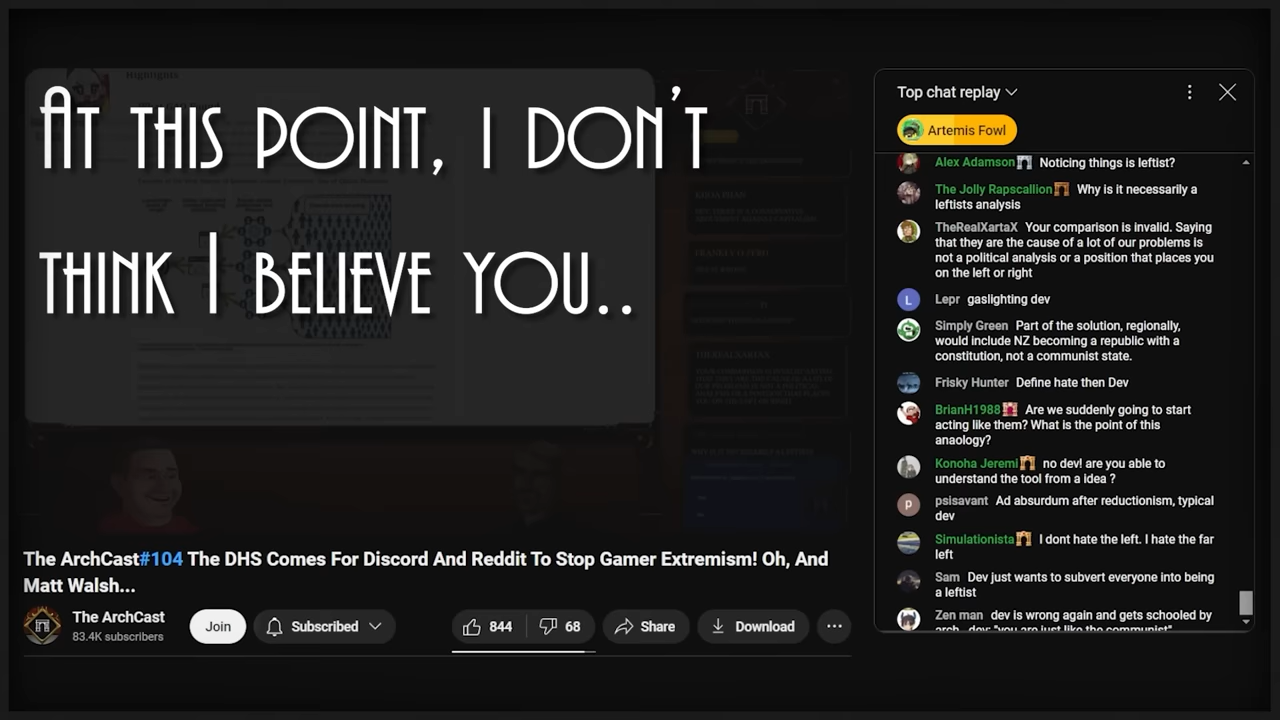 Highlights
At this point, I don't
think I believe you..
The ArchCast#104 The DHS Comes For Discord And Reddit To Stop Gamer Extremism! Oh, And
Matt Walsh...
The ArchCast
83.4K subscribers
Join
Subscribed
844
68
Share
Download
Top chat replay
Artemis Fowl
Alex Adamson Noticing things is leftist?
The Jolly Rapscallion Why is it necessarily a
leftists analysis
TheRealXartaX Your comparison is invalid. Saying
that they are the cause of a lot of our problems is
not a political analysis or a position that places you
on the left or right
L
Lepr gaslighting dev
Simply Green Part of the solution, regionally,
would include NZ becoming a republic with a
constitution, not a communist state.
Frisky Hunter Define hate then Dev
BrianH1988 Are we suddenly going to start
acting like them? What is the point of this
anaology?
Konoha Jeremi no dev! are you able to
understand the tool from a idea ?
P
psisavant Ad absurdum after reductionism, typical
dev
Simulationista I dont hate the left. I hate the far
left
Sam Dev just wants to subvert everyone into being
a leftist
Zen man dev is wrong again and gets schooled by
arch.. dev: "you are just like the communist"